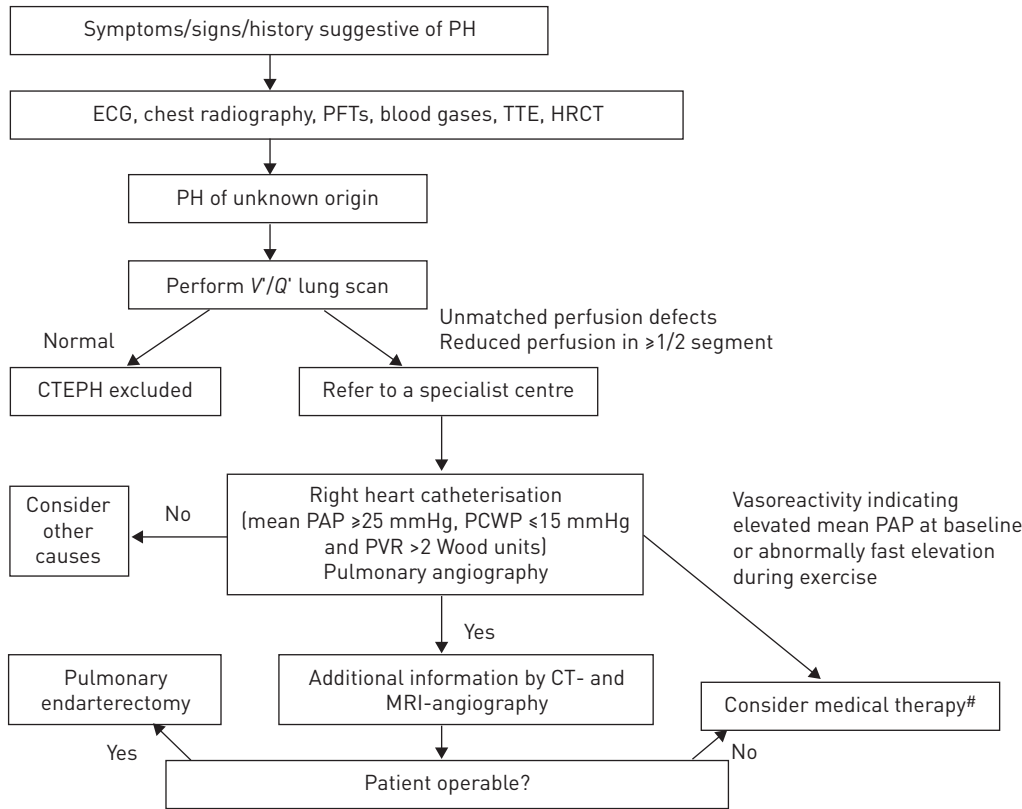 Symptoms/signs/history suggestive of PH
ECG, chest radiography, PFTs, blood gases, TTE, HRCT
PH of unknown origin
Perform V'/Q' lung scan
Normal
Unmatched perfusion defects
Reduced perfusion in ≥1/2 segment
CTEPH excluded
Refer to a specialist centre
Consider
other
causes
No
Right heart catheterisation
(mean PAP ≥25 mmHg, PCWP ≤15 mmHg
and PVR >2 Wood units)
Pulmonary angiography
Vasoreactivity indicating
elevated mean PAP at baseline
or abnormally fast elevation
during exercise
Yes
Pulmonary
endarterectomy
Additional information by CT- and
MRI-angiography
Consider medical therapy#
Yes
No
Patient operable?